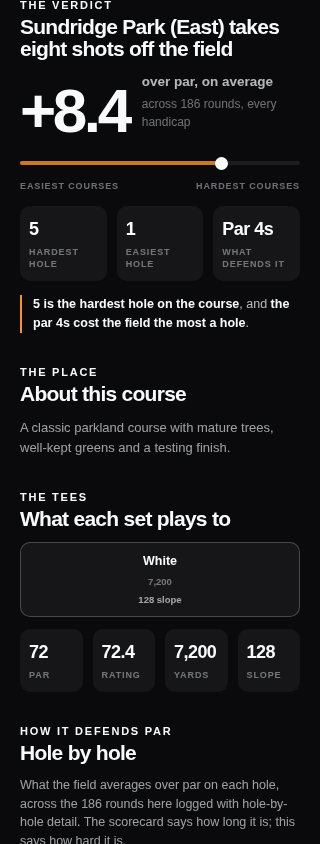 THE VERDICT
Sundridge Park (East) takes
eight shots off the field
+8.4
over par, on average
across 186 rounds, every
handicap
EASIEST COURSES
HARDEST COURSES
5
HARDEST
HOLE
1
EASIEST
HOLE
Par 4s
WHAT
DEFENDS IT
5 is the hardest hole on the course, and the
par 4s cost the field the most a hole.
THE PLACE
About this course
A classic parkland course with mature trees,
well-kept greens and a testing finish.
THE TEES
What each set plays to
White
7,200
128 slope
72
PAR
72.4
RATING
7,200
YARDS
128
SLOPE
HOW IT DEFENDS PAR
Hole by hole
What the field averages over par on each hole,
across the 186 rounds here logged with hole-by-
hole detail. The scorecard says how long it is; this
says how hard it is.